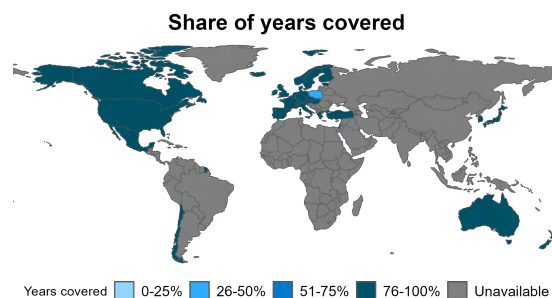 Share of years covered
Years covered 0-25% 26-50% 51-75% 76-100% Unavailable